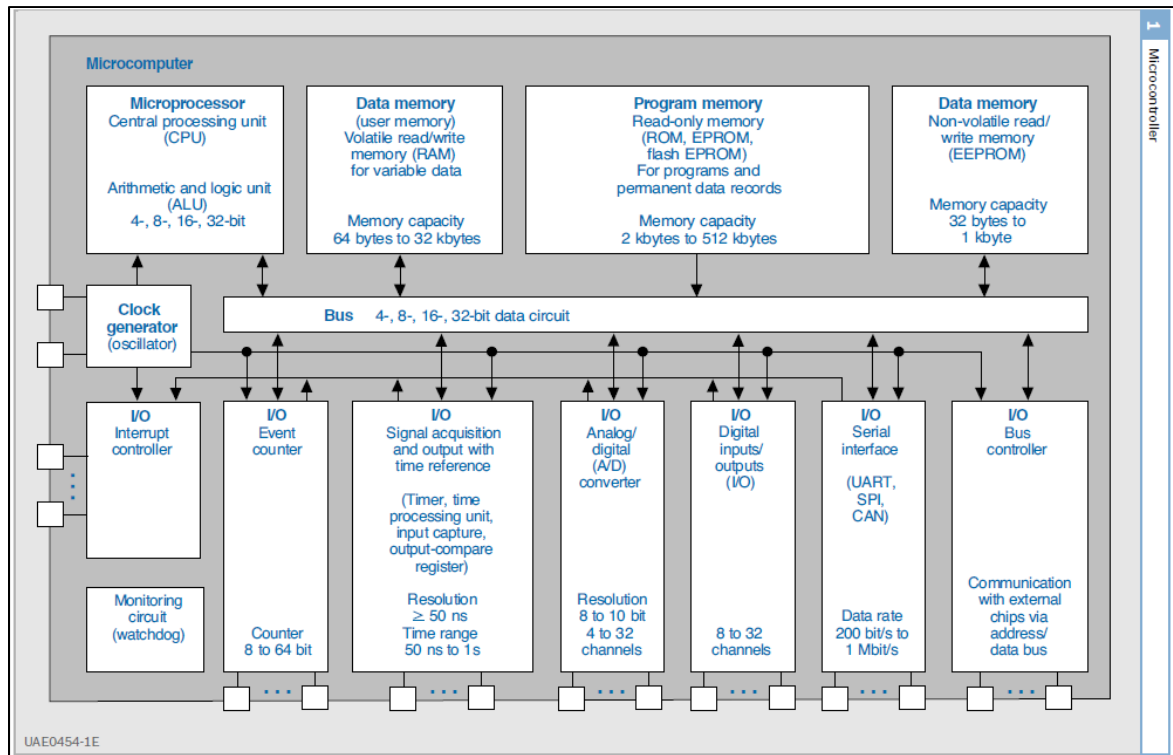 1
Microcontroller
Microcomputer
Microprocessor
Central processing unit
(CPU)
Arithmetic and logic unit
(ALU)
4-, 8-, 16-, 32-bit
Data memory
(user memory)
Volatile read/write
memory (RAM)
for variable data
Memory capacity
64 bytes to 32 kbytes
Program memory
Read-only memory
(ROM, EPROM,
flash EPROM)
For programs and
permanent data records
Memory capacity
2 kbytes to 512 kbytes
Data memory
Non-volatile read/
write memory
(EEPROM)
Memory capacity
32 bytes to
1 kbyte
Clock
generator
(oscillator)
Bus 4-, 8-, 16-, 32-bit data circuit
I/O
Interrupt
controller
Monitoring
circuit
(watchdog)
I/O
Event
counter
Counter
8 to 64 bit
I/O
Signal acquisition
and output with
time reference
(Timer, time
processing unit,
input capture,
output-compare
register)
Resolution
≥ 50 ns
Time range
50 ns to 1s
I/O
Analog/
digital
(A/D)
converter
Resolution
8 to 10 bit
4 to 32
channels
I/O
Digital
inputs/
outputs
(I/O)
8 to 32
channels
I/O
Serial
interface
(UART,
SPI,
CAN)
Data rate
200 bit/s to
1 Mbit/s
I/O
Bus
controller
Communication
with external
chips via
address/
data bus
UAE0454-1E